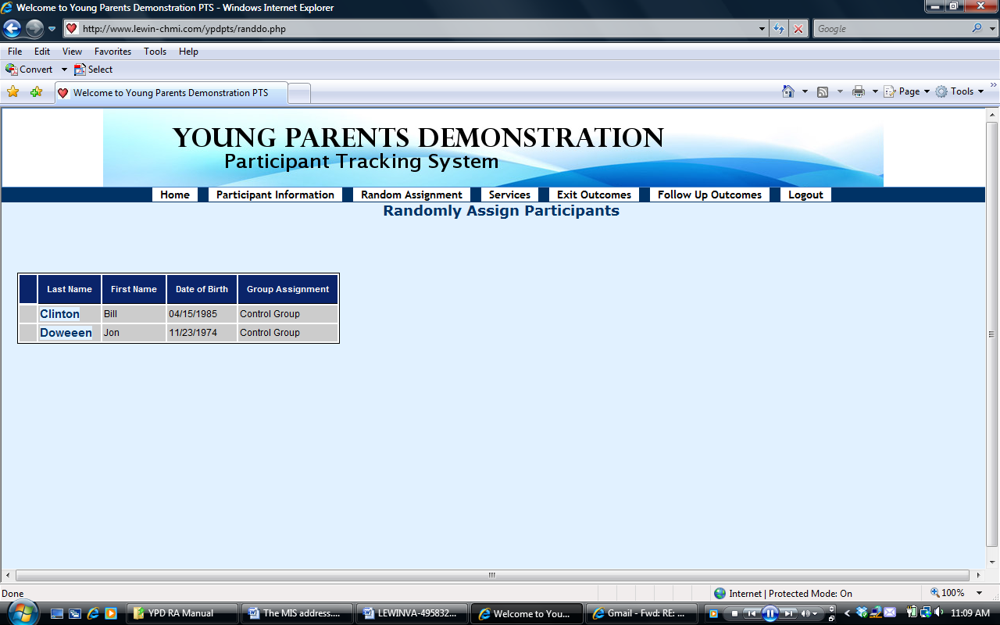 Welcome to Young Parents Demonstration PTS - Windows Internet Explorer
http://www.lewin-chmi.com/ypdpts/randdo.php
Google
File Edit View Favorites Tools Help
Convert Select
Welcome to Young Parents Demonstration PTS
Page Tools
YOUNG PARENTS DEMONSTRATION
Participant Tracking System
Home Participant Information Random Assignment Services Exit Outcomes Follow Up Outcomes Logout
Randomly Assign Participants
Last Name First Name Date of Birth Group Assignment
Clinton Bill 04/15/1985 Control Group
Doweeen Jon 11/23/1974 Control Group
Done
Internet | Protected Mode: On
100%
YPD RA Manual
The MIS address....
LEWINVA-495832...
Welcome to You...
Gmail - Fwd: RE: ...
11:09 AM